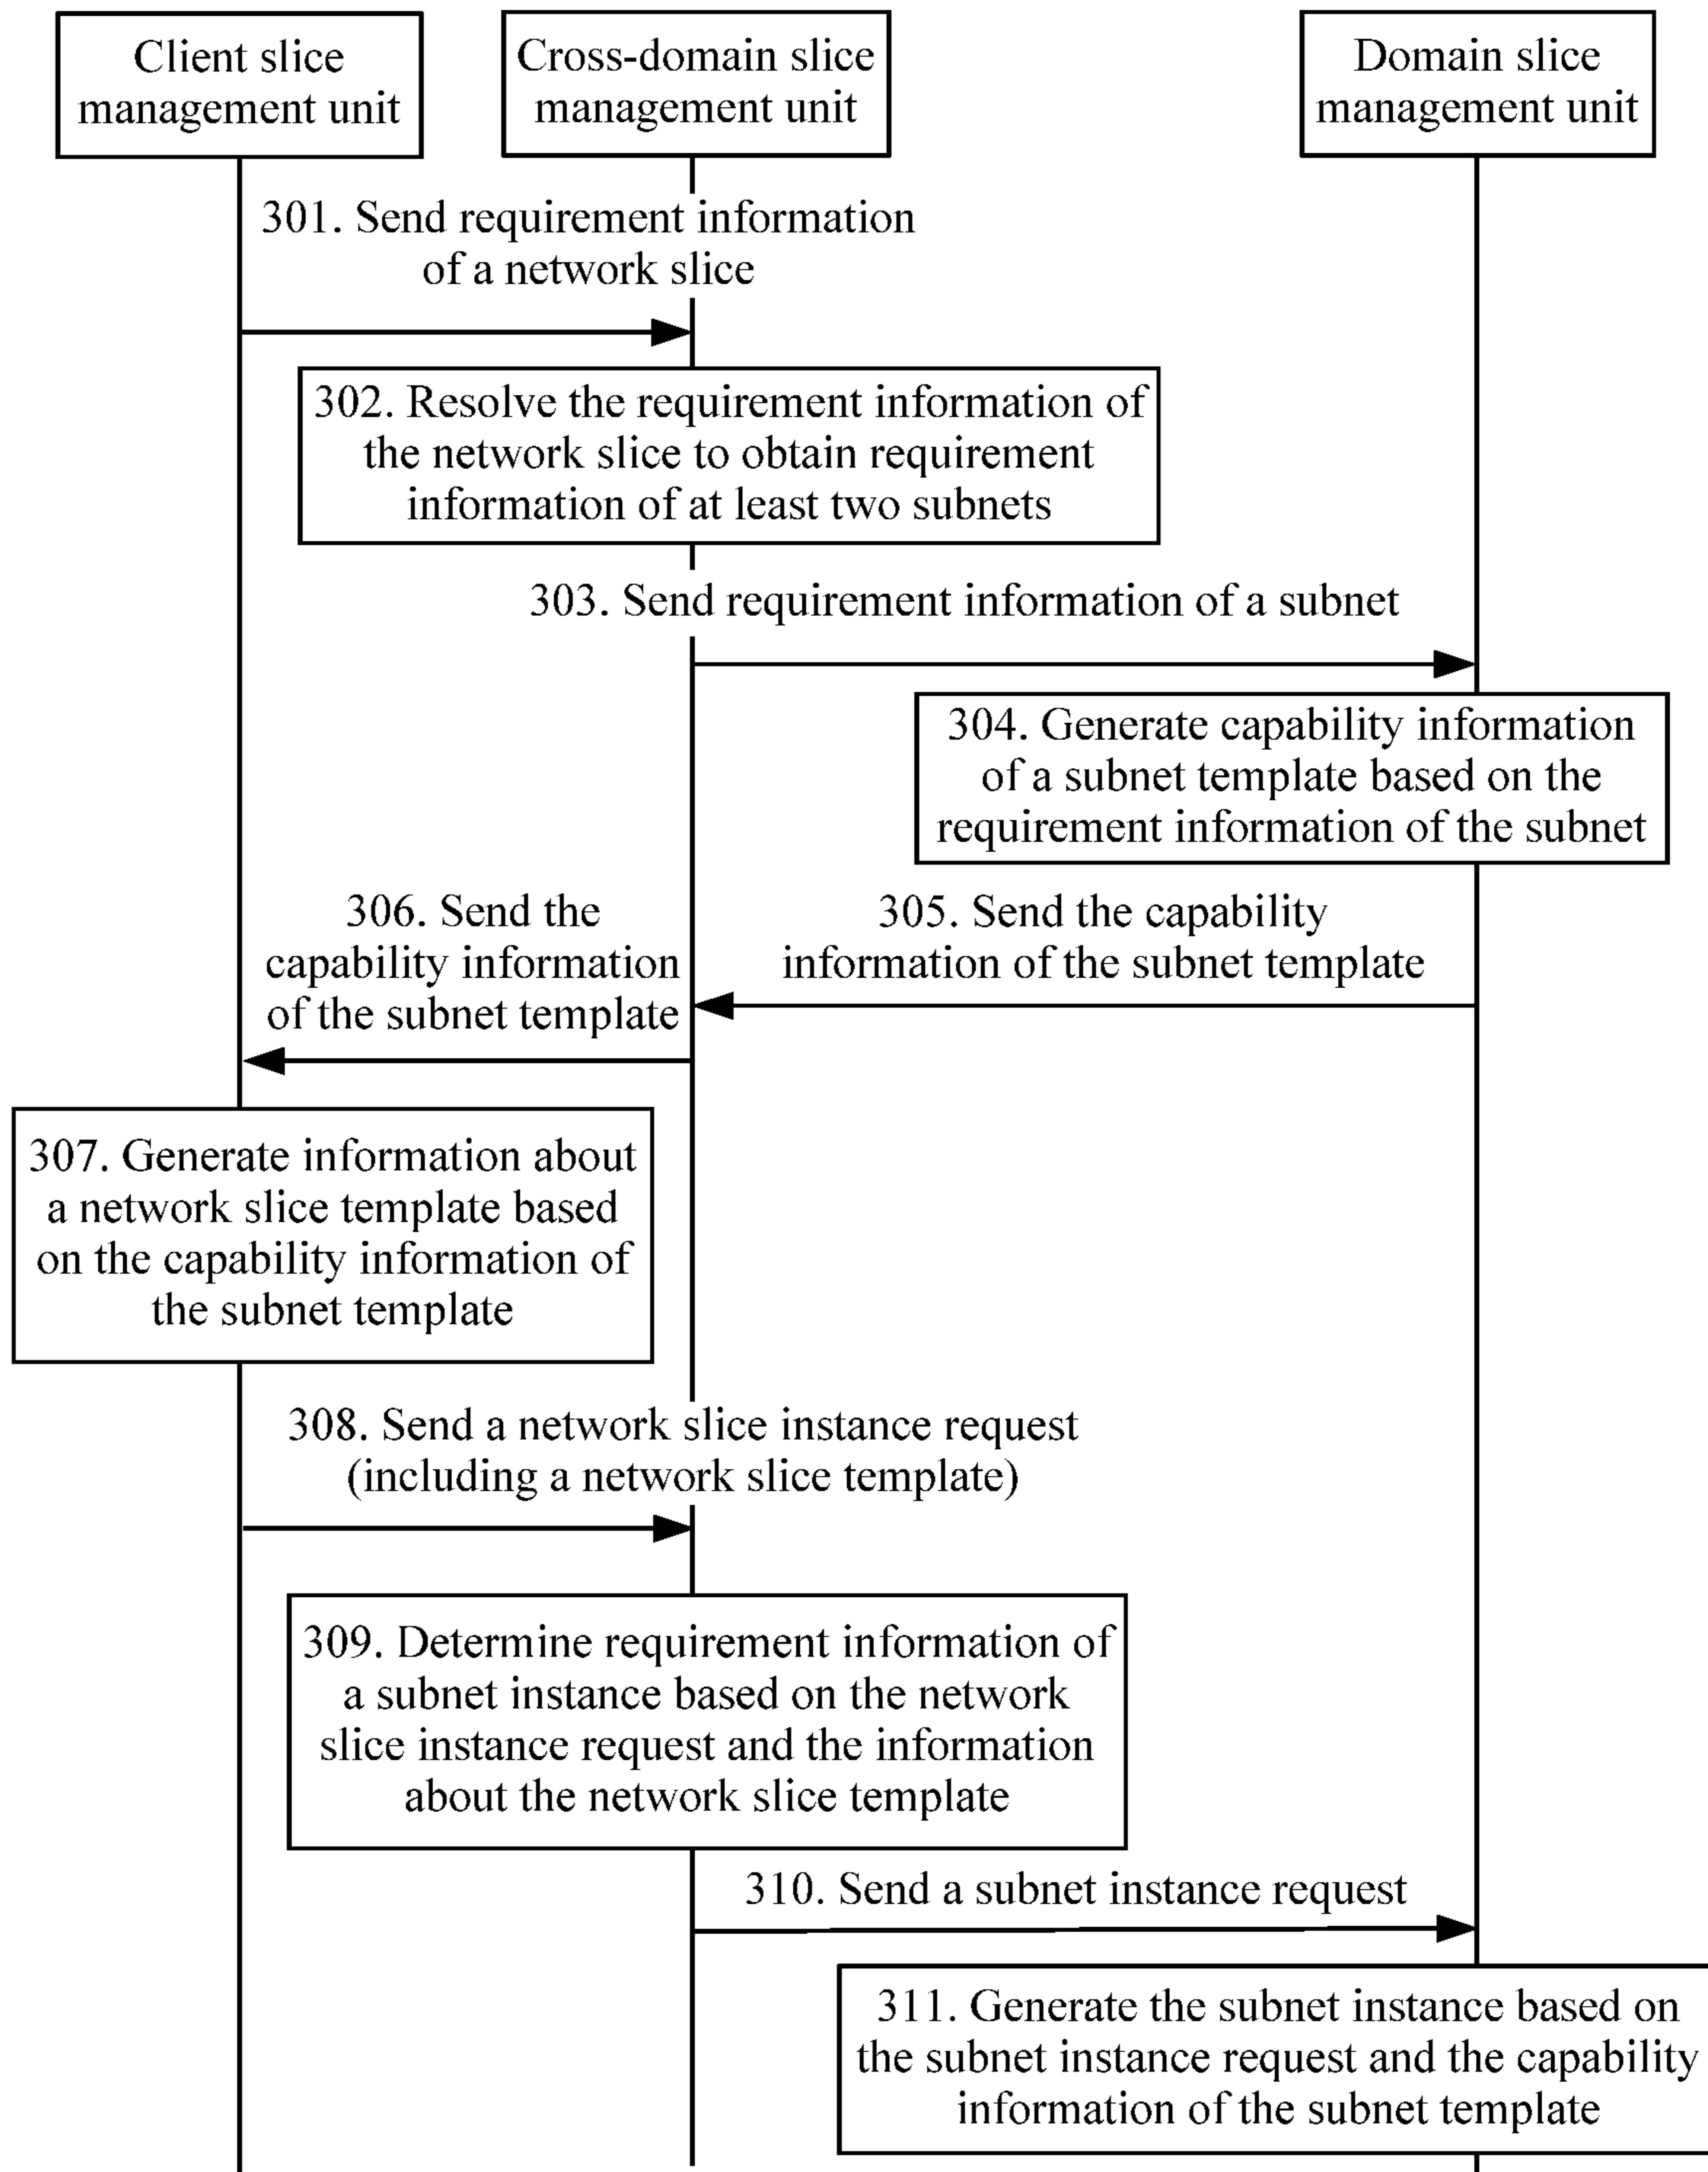 Client slice
management unit
Cross-domain slice
management unit
Domain slice
management unit
301. Send requirement information
of a network slice
302. Resolve the requirement information of
the network slice to obtain requirement
information of at least two subnets
303. Send requirement information of a subnet
304. Generate capability information
of a subnet template based on the
requirement information of the subnet
305. Send the capability
information of the subnet template
306. Send the
capability information
of the subnet template
307. Generate information about
a network slice template based
on the capability information of
the subnet template
308. Send a network slice instance request
(including a network slice template)
309. Determine requirement information of
a subnet instance based on the network
slice instance request and the information
about the network slice template
310. Send a subnet instance request
311. Generate the subnet instance based on
the subnet instance request and the capability
information of the subnet template